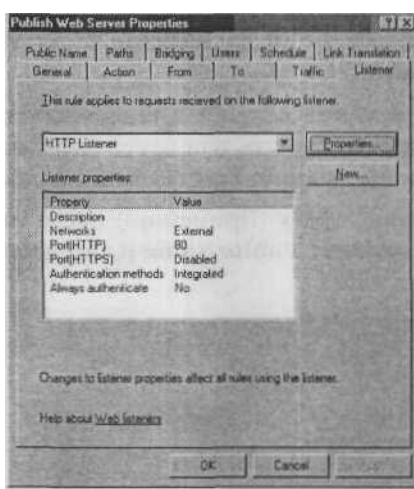 Publish Web Server Properties
Public Name Paths Bridging Users Schedule Link Translation
General Action From To Traffic Listener
This rule applies to requests recieved on the following listener.
HTTP Listener
Properties...
Listener properties:
New...
Property Value
Description
Networks External
Port(HTTP) 80
Port(HTTPS) Disabled
Authentication methods Integrated
Always authenticate No
Changes to listener properties affect all rules using the listener.
Help about Web listeners
OK Cancel